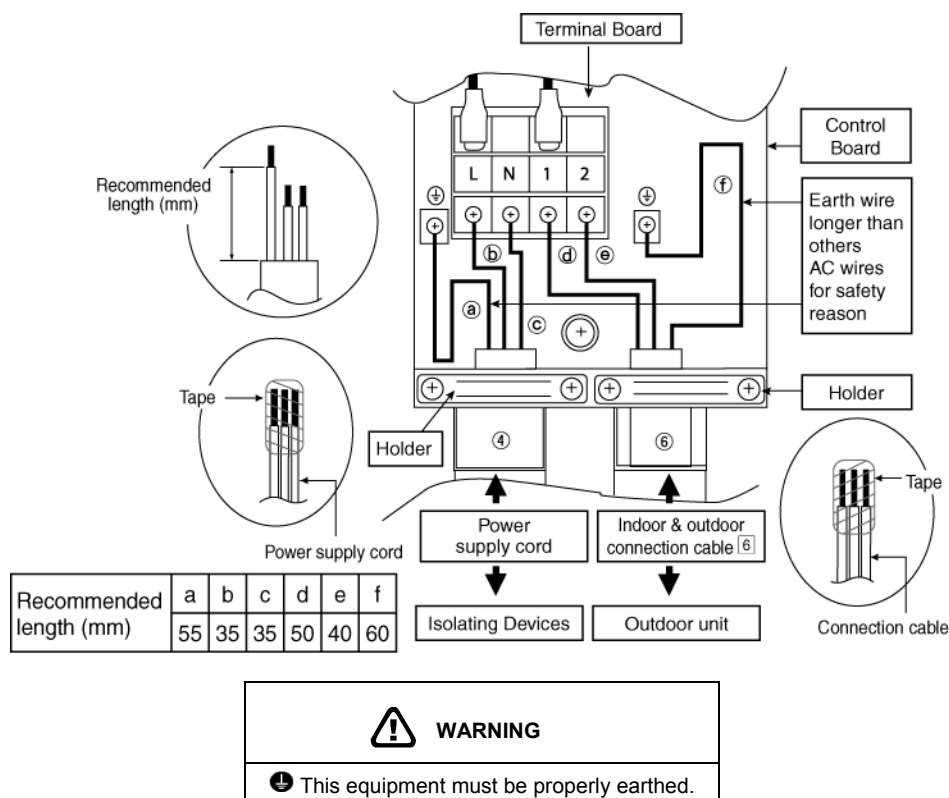 Terminal Board
Control
Board
L N 1 2
Recommended
length (mm)
Earth wire
longer than
others
AC wires
for safety
reason
ⓐ
ⓑ
ⓒ
ⓓ
ⓔ
ⓕ
Tape
Holder
Holder
④
⑥
Tape
Power supply cord
Power
supply cord
Indoor & outdoor
connection cable 6
Connection cable
Isolating Devices
Outdoor unit
Recommended
length (mm)
a b c d e f
55 35 35 50 40 60
WARNING
This equipment must be properly earthed.